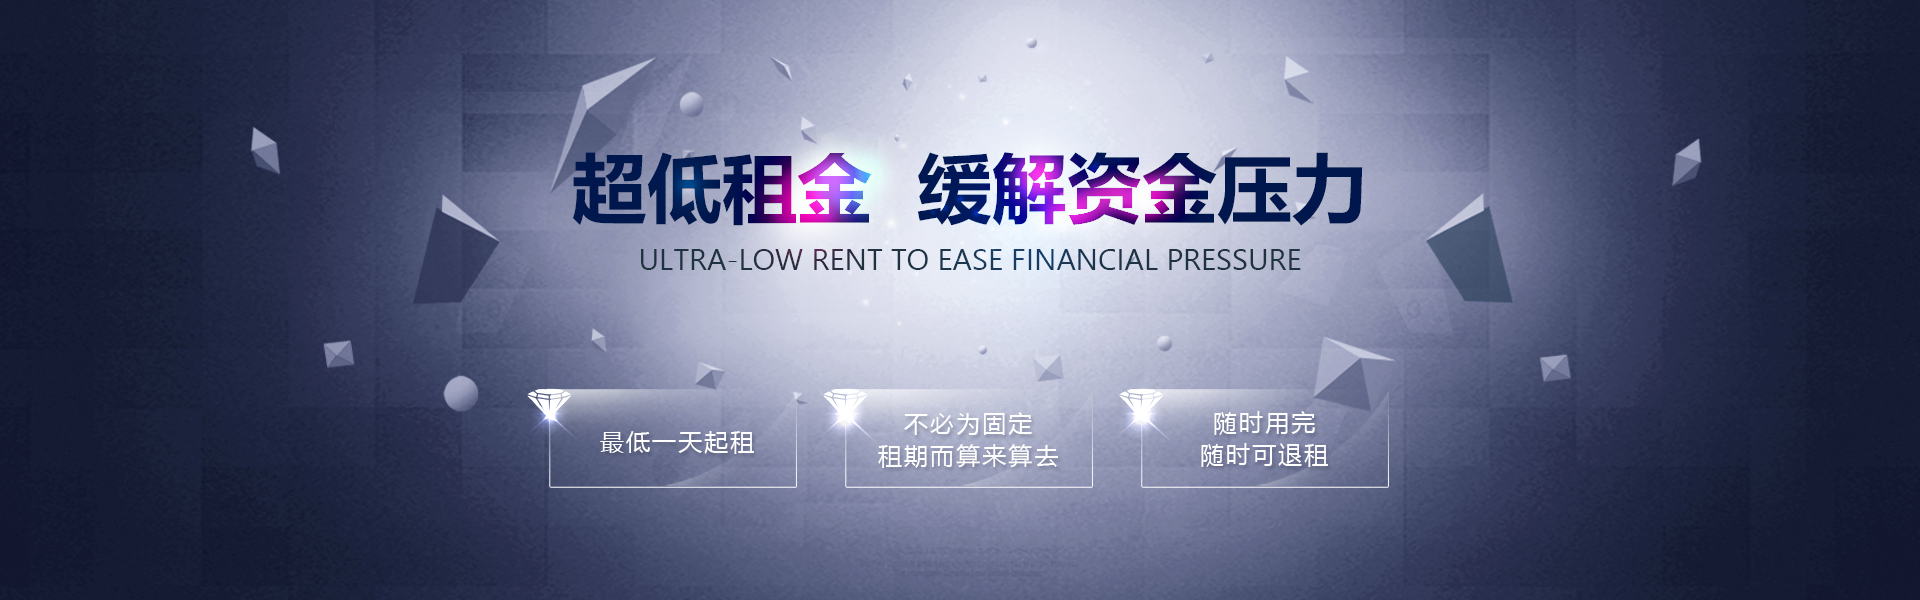 超低租金 缓解资金压力
ULTRA-LOW RENT TO EASE FINANCIAL PRESSURE
最低一天起租
不必为固定
租期而算来算去
随时用完
随时可退租